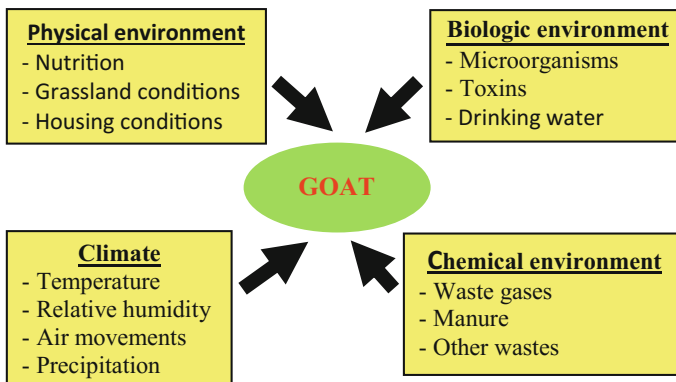 Physical environment
- Nutrition
- Grassland conditions
- Housing conditions
Biologic environment
- Microorganisms
- Toxins
- Drinking water
GOAT
Climate
- Temperature
- Relative humidity
- Air movements
- Precipitation
Chemical environment
- Waste gases
- Manure
- Other wastes